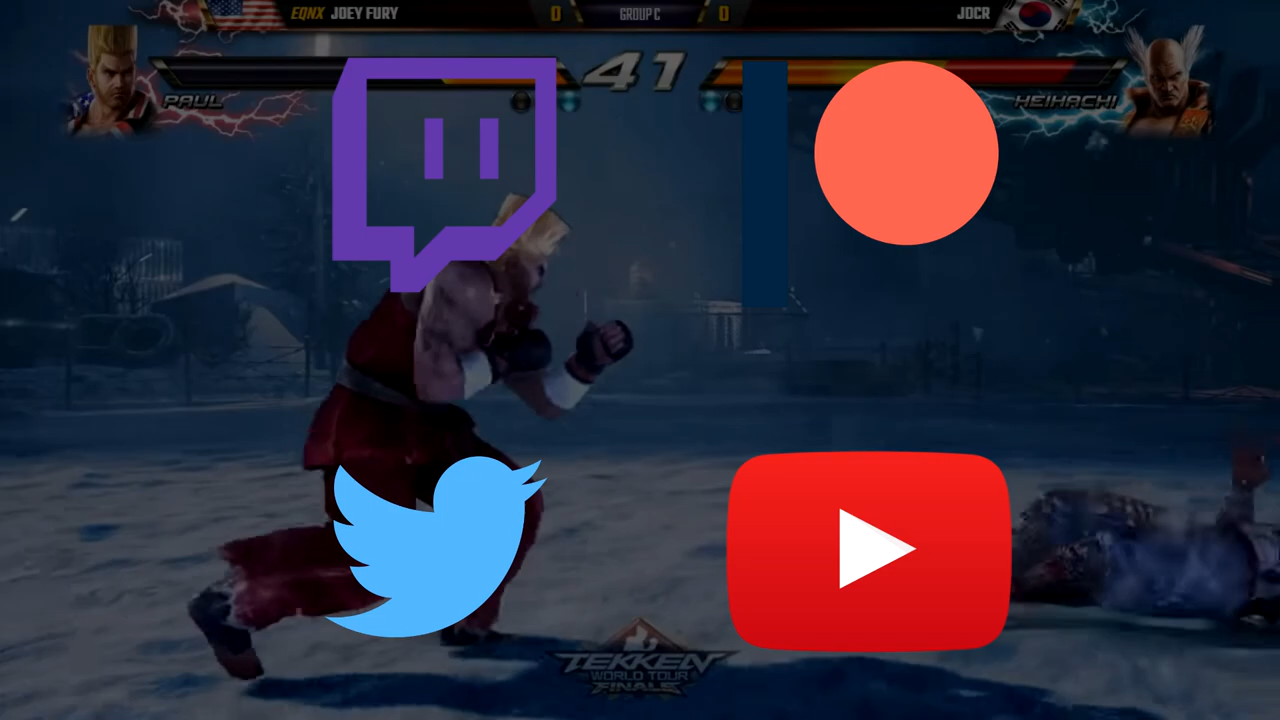 EQNX JOEY FURY 0 GROUP C 0 JDCR
41
PAUL HEIHACHI
TEKKEN
WORLD TOUR
FINALS